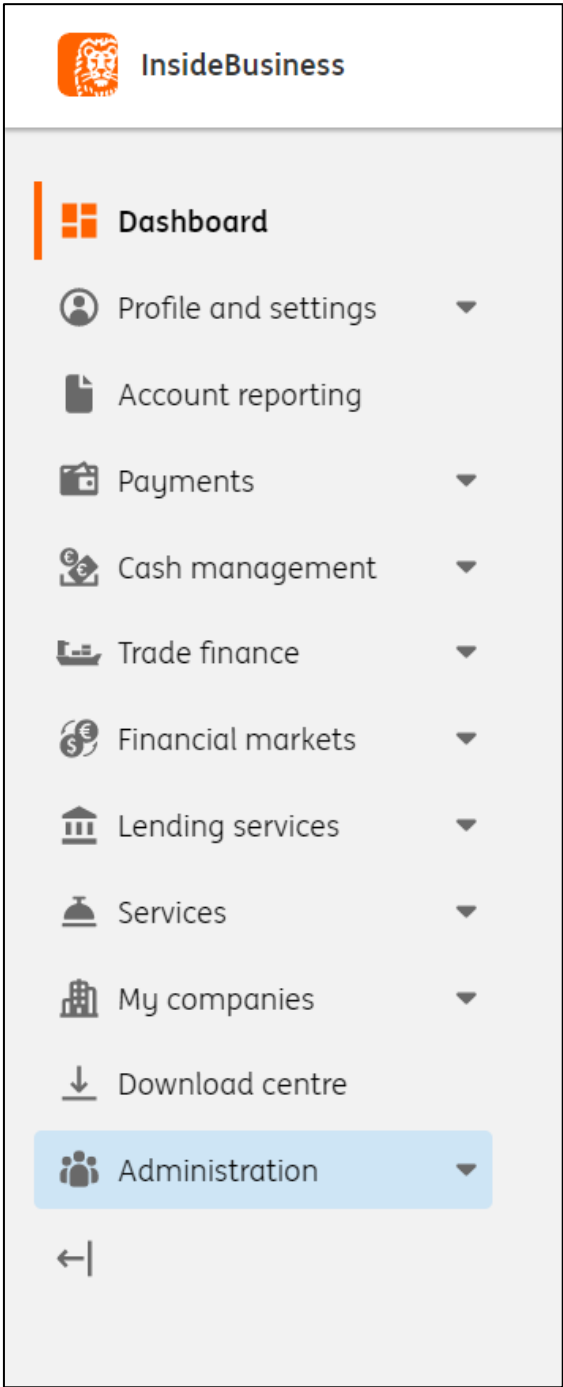 InsideBusiness
Dashboard
Profile and settings
Account reporting
Payments
Cash management
Trade finance
Financial markets
Lending services
Services
My companies
Download centre
Administration